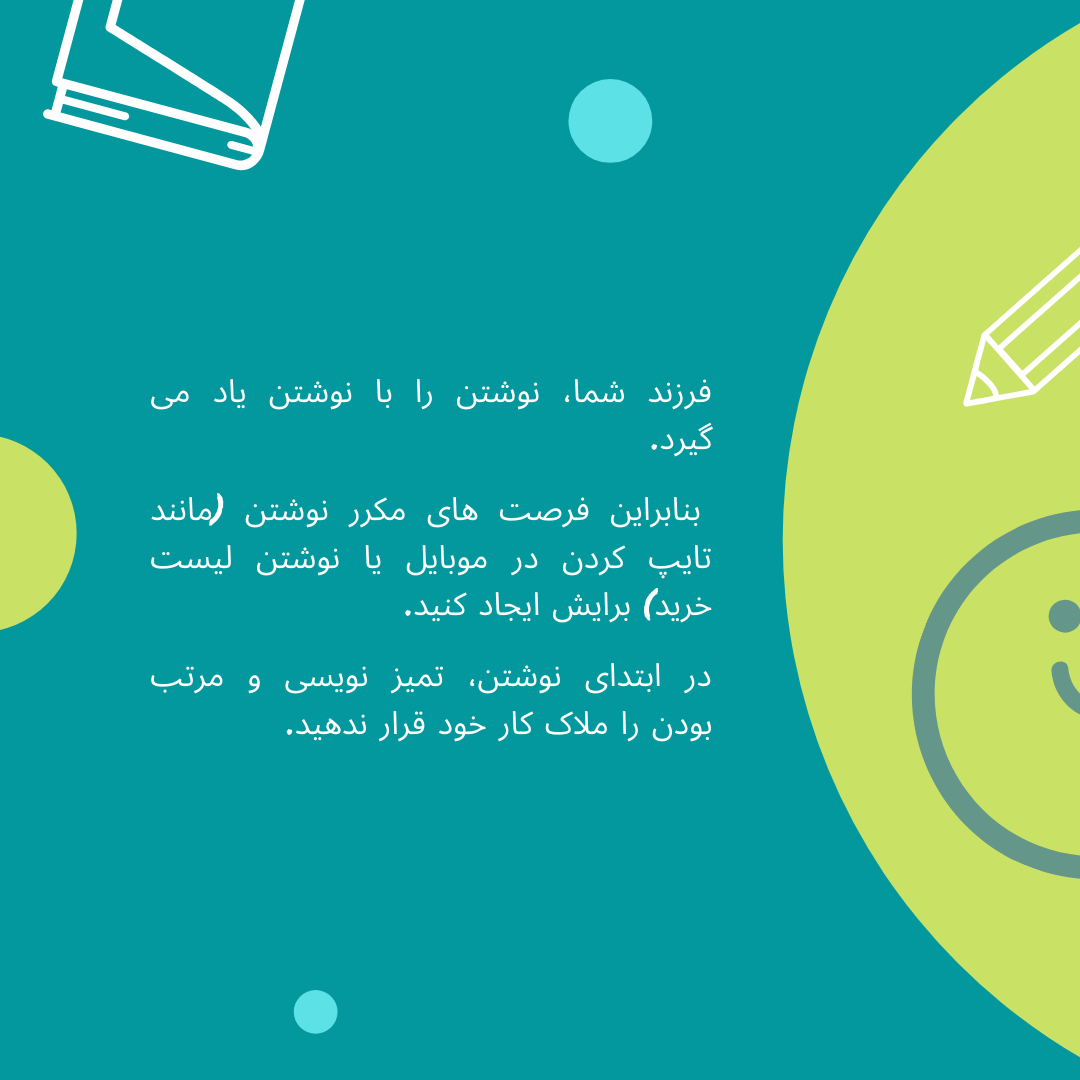 فرزند شما، نوشتن را با نوشتن یاد می
گیرد.
بنابراین فرصت های مکرر نوشتن (مانند
تایپ کردن در موبایل یا نوشتن لیست
خرید) برایش ایجاد کنید.
در ابتدای نوشتن، تمیز نویسی و مرتب
بودن را ملاک کار خود قرار ندهید.